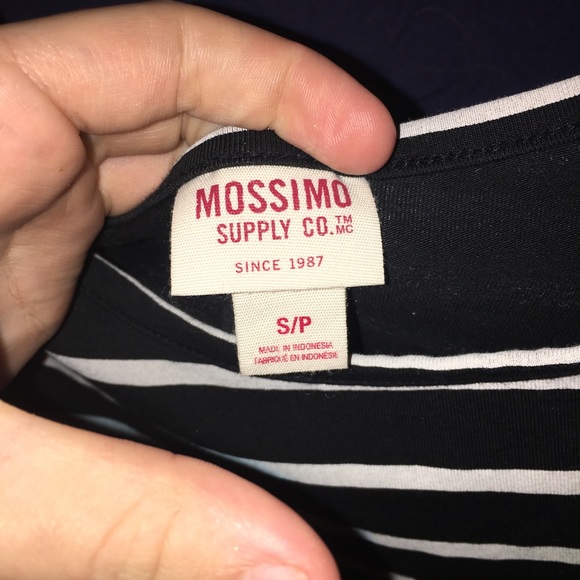 MOSSIMO
SUPPLY CO.™ MC
SINCE 1987
S/P
MADE IN INDONESIA
FABRIQUÉ EN INDONÉSIE